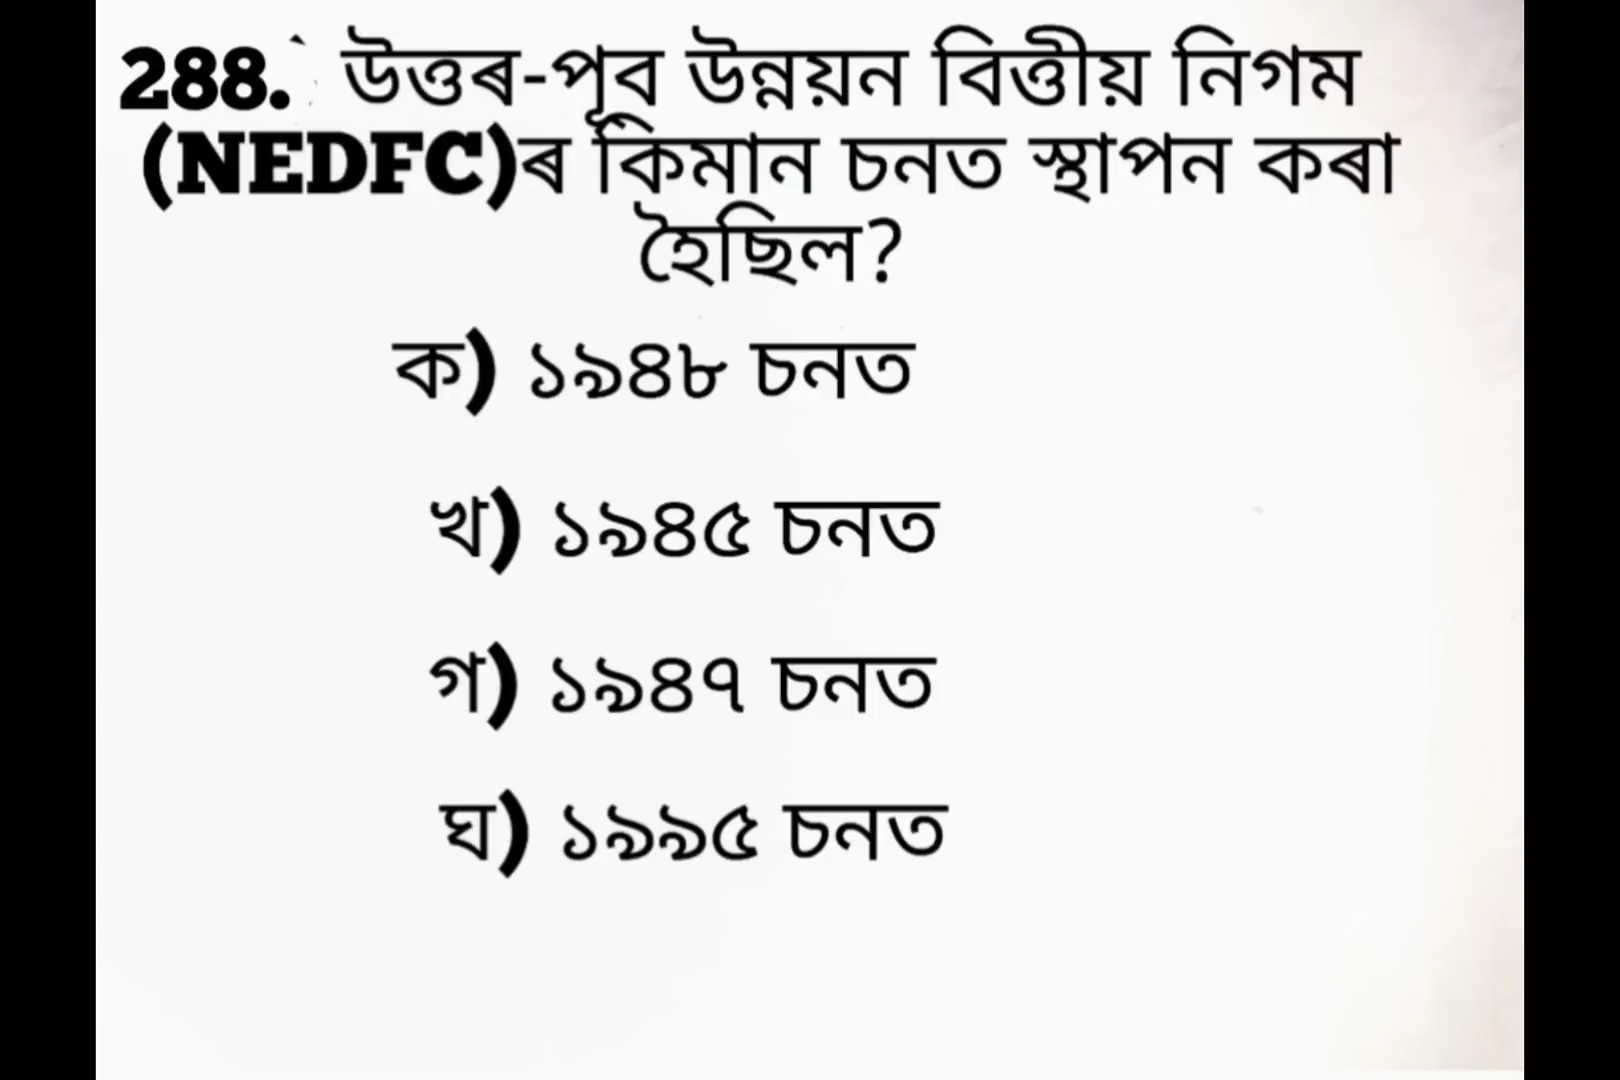 288. উত্তৰ-পূব উন্নয়ন বিত্তীয় নিগম
(NEDFC)ৰ কিমান চনত স্থাপন কৰা
হৈছিল?
ক) ১৯৪৮ চনত
খ) ১৯৪৫ চনত
গ) ১৯৪৭ চনত
ঘ) ১৯৯৫ চনত